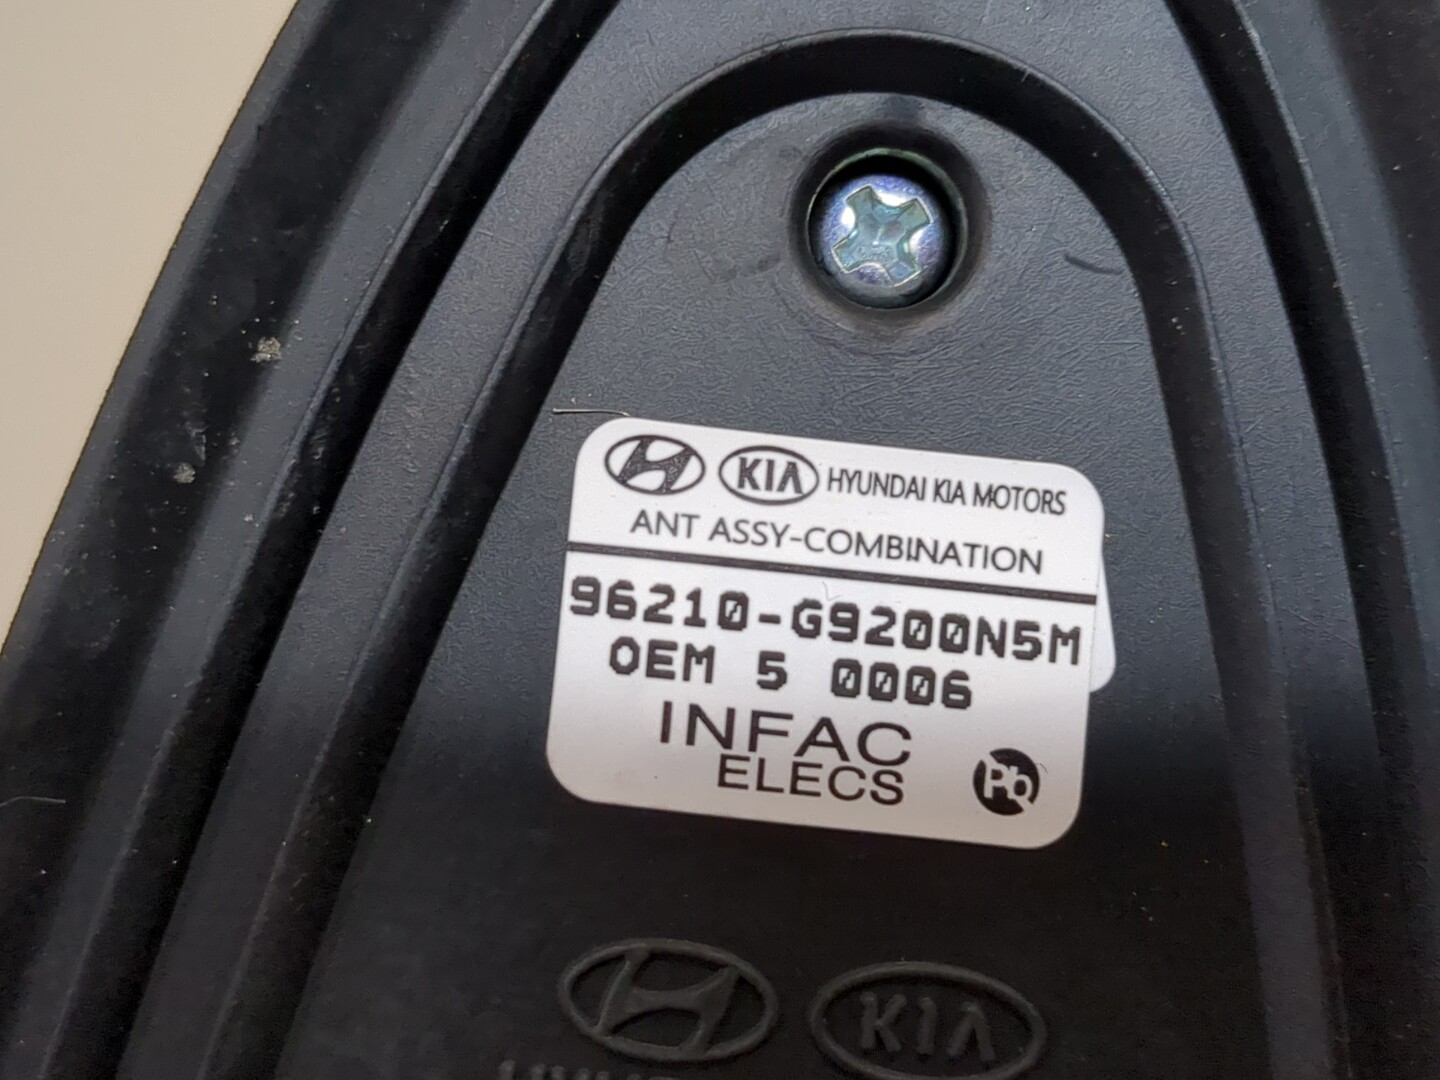 KIA HYUNDAI KIA MOTORS
ANT ASSY-COMBINATION
96210-G9200N5M
OEM 5 0006
INFAC
ELECS
Pb
KIA